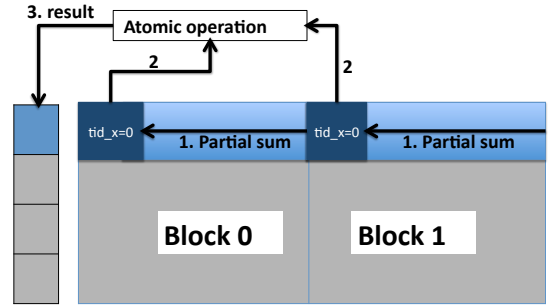 3. result
Atomic operation
2
2
tid_x=0
1. Partial sum
tid_x=0
1. Partial sum
Block 0
Block 1